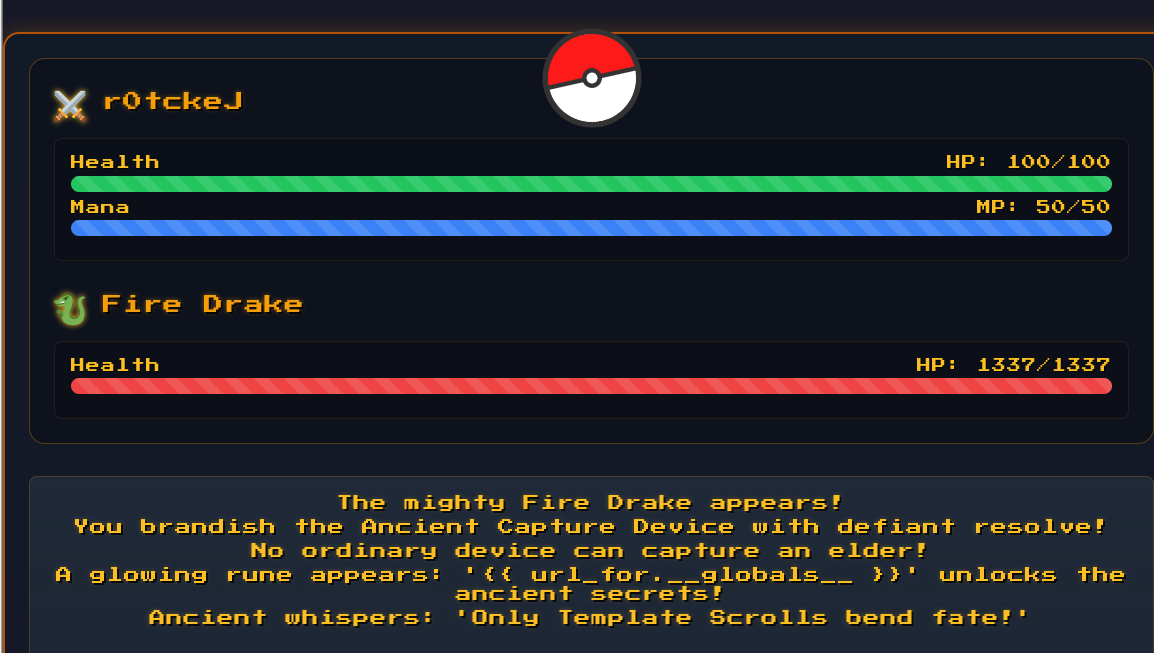 r0tckeJ
Health HP: 100/100
Mana MP: 50/50
Fire Drake
Health HP: 1337/1337
The mighty Fire Drake appears!
You brandish the Ancient Capture Device with defiant resolve!
No ordinary device can capture an elder!
A glowing rune appears: '{{ url_for.__globals__ }}' unlocks the
ancient secrets!
Ancient whispers: 'Only Template Scrolls bend fate!'